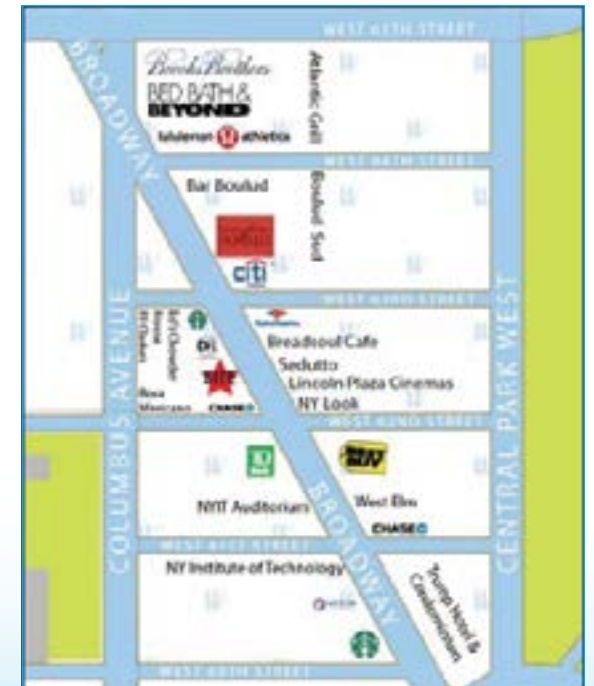 BROADWAY
Brooks Brothers
BED BATH &
BEYOND
lululemon athletica
Atlantic Grill
WEST 64TH STREET
Bar Boulud
Boulud Sud
citi
WEST 63RD STREET
COLUMBUS AVENUE
CENTRAL PARK WEST
Breadsoul Cafe
Sedutto
Lincoln Plaza Cinemas
NY Look
Rosa
Mexicano
CHASE
WEST 62ND STREET
TD
BEST
BUY
NYIT Auditorium
West Elm
CHASE
BROADWAY
WEST 61ST STREET
NY Institute of Technology
Trump Hotel &
Condominium
WEST 60TH STREET